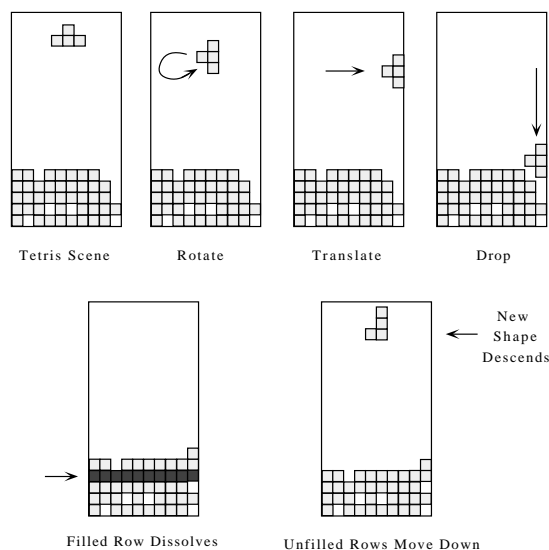 Tetris Scene
Rotate
Translate
Drop
New
Shape
Descends
Filled Row Dissolves
Unfilled Rows Move Down